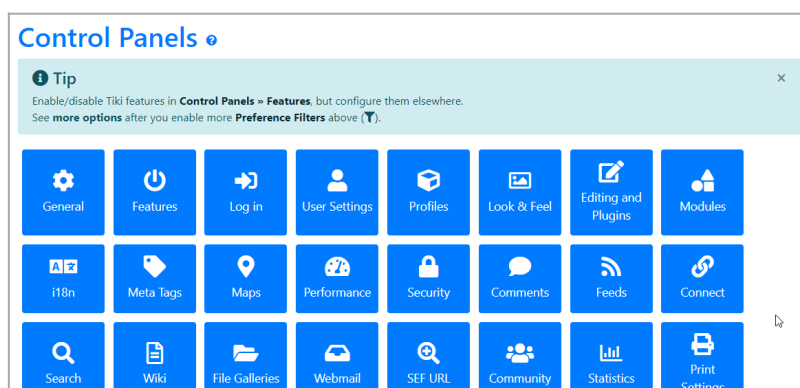 Control Panels
Tip
Enable/disable Tiki features in Control Panels » Features, but configure them elsewhere.
See more options after you enable more Preference Filters above ( ).
General
Features
Log in
User Settings
Profiles
Look & Feel
Editing and
Plugins
Modules
i18n
Meta Tags
Maps
Performance
Security
Comments
Feeds
Connect
Search
Wiki
File Galleries
Webmail
SEF URL
Community
Statistics
Print
Settings